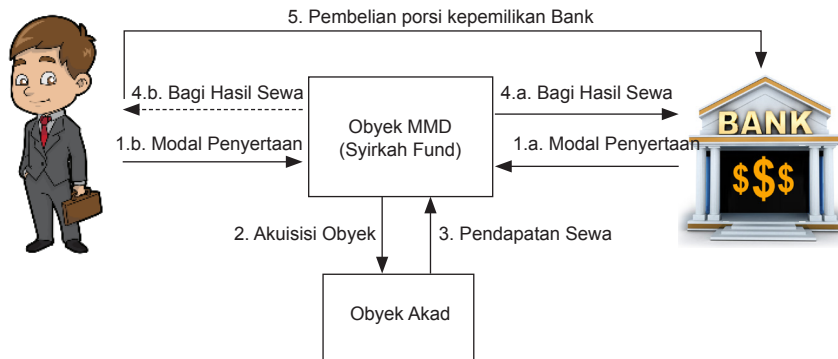 5. Pembelian porsi kepemilikan Bank
4.b. Bagi Hasil Sewa
4.a. Bagi Hasil Sewa
Obyek MMD
(Syirkah Fund)
BANK
1.b. Modal Penyertaan
1.a. Modal Penyertaan
$$$
2. Akuisisi Obyek
3. Pendapatan Sewa
Obyek Akad